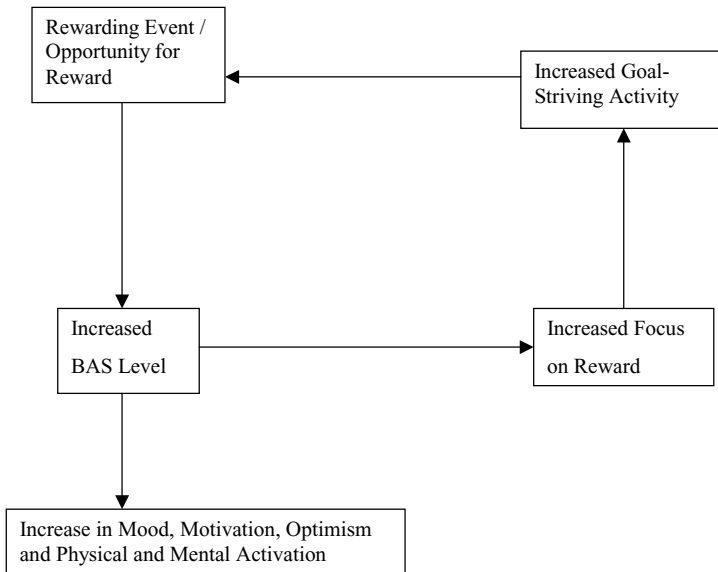 Rewarding Event /
Opportunity for
Reward
Increased Goal-
Striving Activity
Increased
BAS Level
Increased Focus
on Reward
Increase in Mood, Motivation, Optimism
and Physical and Mental Activation